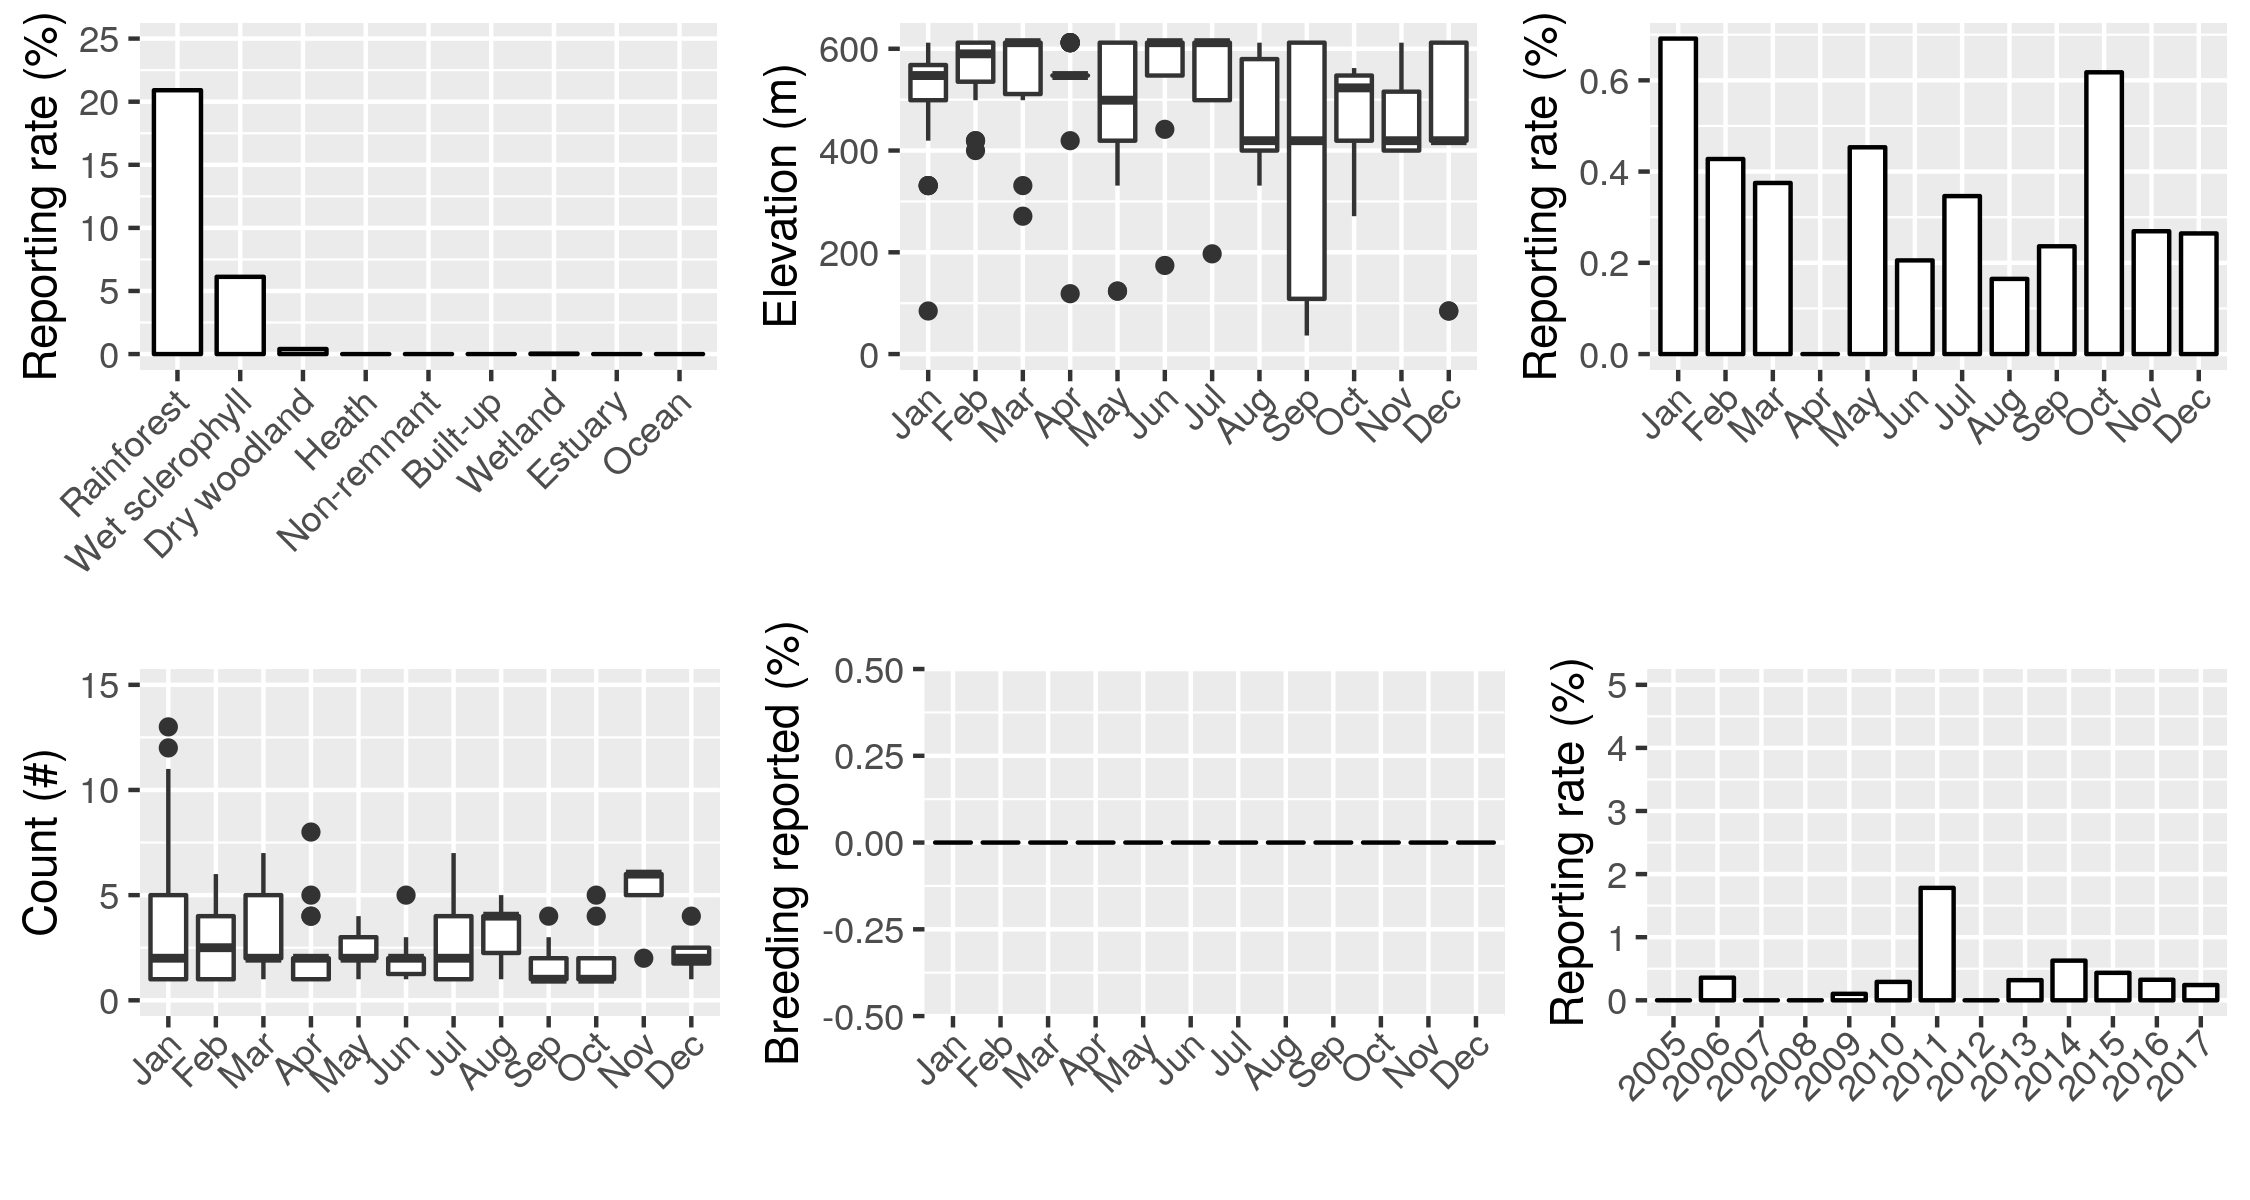 Reporting rate (%)
25
20
15
10
5
0
Rainforest
Wet sclerophyll
Dry woodland
Heath
Non-remnant
Built-up
Wetland
Estuary
Ocean
Elevation (m)
600
400
200
0
Jan
Feb
Mar
Apr
May
Jun
Jul
Aug
Sep
Oct
Nov
Dec
Reporting rate (%)
0.6
0.4
0.2
0.0
Jan
Feb
Mar
Apr
May
Jun
Jul
Aug
Sep
Oct
Nov
Dec
Count (#)
15
10
5
0
Jan
Feb
Mar
Apr
May
Jun
Jul
Aug
Sep
Oct
Nov
Dec
Breeding reported (%)
0.50
0.25
0.00
-0.25
-0.50
Jan
Feb
Mar
Apr
May
Jun
Jul
Aug
Sep
Oct
Nov
Dec
Reporting rate (%)
5
4
3
2
1
0
2005
2006
2007
2008
2009
2010
2011
2012
2013
2014
2015
2016
2017